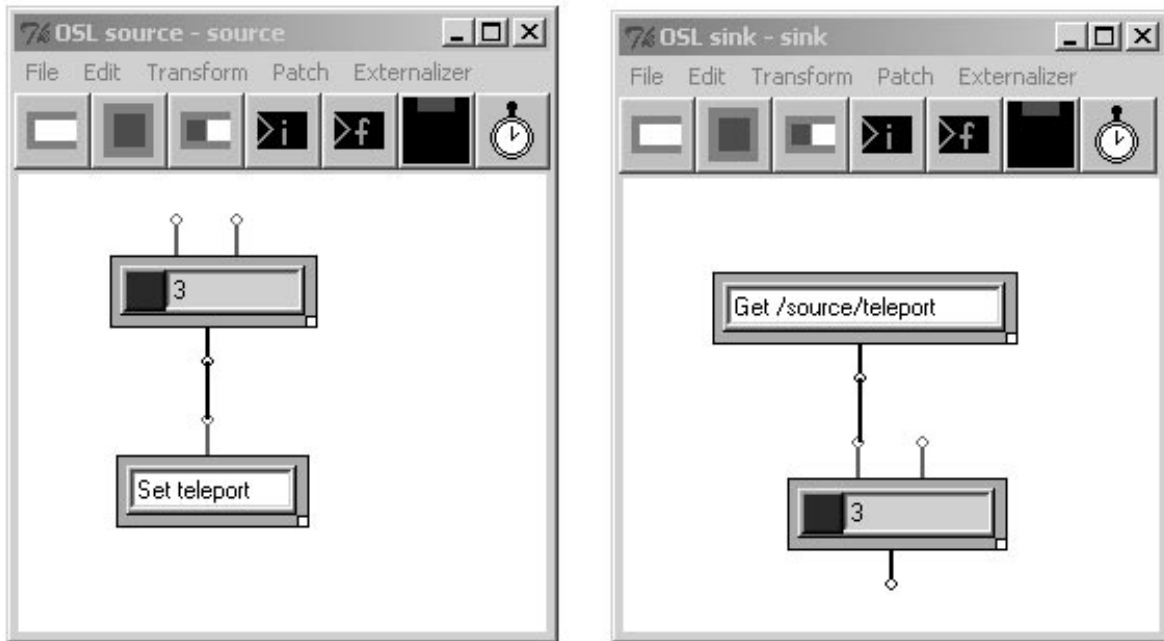 OSL source - source
File Edit Transform Patch Externalizer
>i >f
3
Set teleport
OSL sink - sink
File Edit Transform Patch Externalizer
>i >f
Get /source/teleport
3